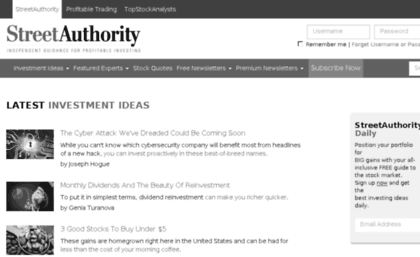 StreetAuthority Profitable Trading TopStockAnalysts
StreetAuthority
INDEPENDENT GUIDANCE FOR PROFITABLE INVESTING
Username Password
Remember me | Forget Username or Pass
Investment Ideas Featured Experts Stock Quotes Free Newsletters Premium Newsletters Subscribe Now
LATEST INVESTMENT IDEAS
The Cyber Attack We've Dreaded Could Be Coming Soon
While you can't know which cybersecurity company will benefit most from headlines
of a new hack, you can invest proactively in these best-of-breed names.
by Joseph Hogue
Monthly Dividends And The Beauty Of Reinvestment
To put it in simplest terms, dividend reinvestment can make you richer quicker.
by Genia Turanova
3 Good Stocks To Buy Under $5
These gains are homegrown right here in the United States and can be had for
less than the cost of your morning coffee.
StreetAuthority
Daily
Position your portfolio
for
BIG gains with your all-
inclusive FREE guide to
the stock market.
Sign up now and get
the
best investing ideas
daily.
Email Address